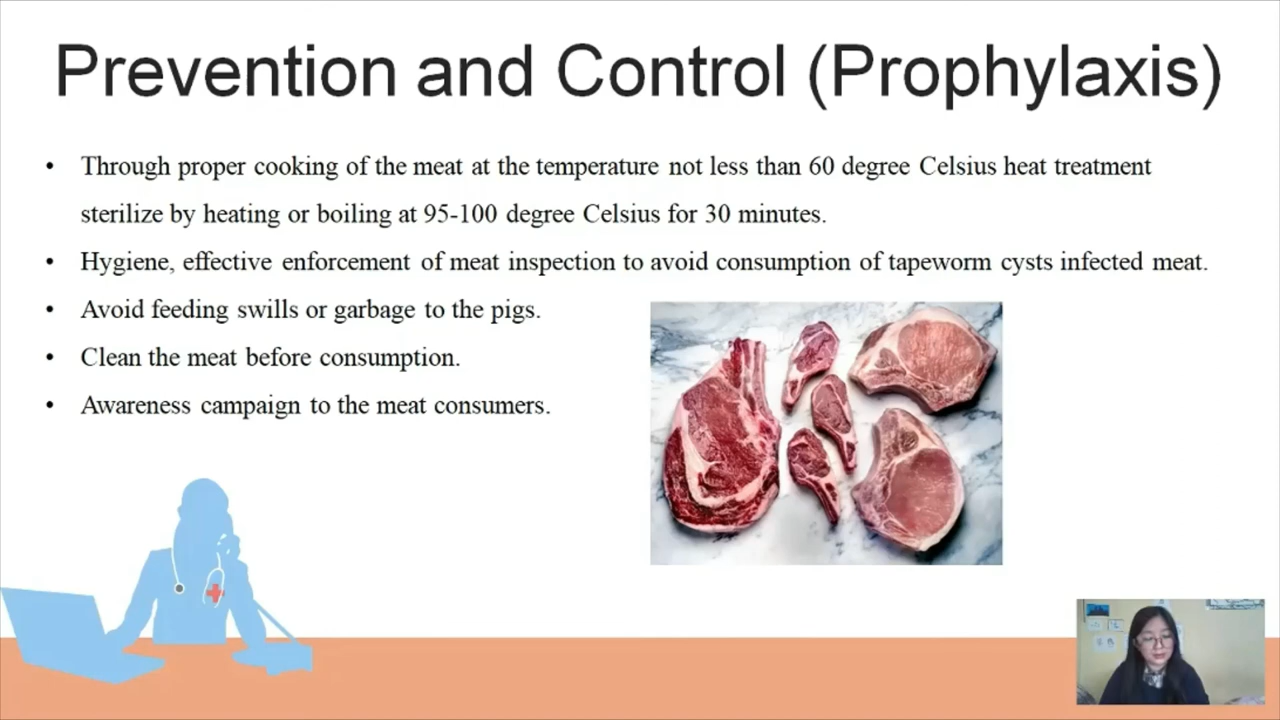 Prevention and Control (Prophylaxis)
• Through proper cooking of the meat at the temperature not less than 60 degree Celsius heat treatment
sterilize by heating or boiling at 95-100 degree Celsius for 30 minutes.
• Hygiene, effective enforcement of meat inspection to avoid consumption of tapeworm cysts infected meat.
• Avoid feeding swills or garbage to the pigs.
• Clean the meat before consumption.
• Awareness campaign to the meat consumers.